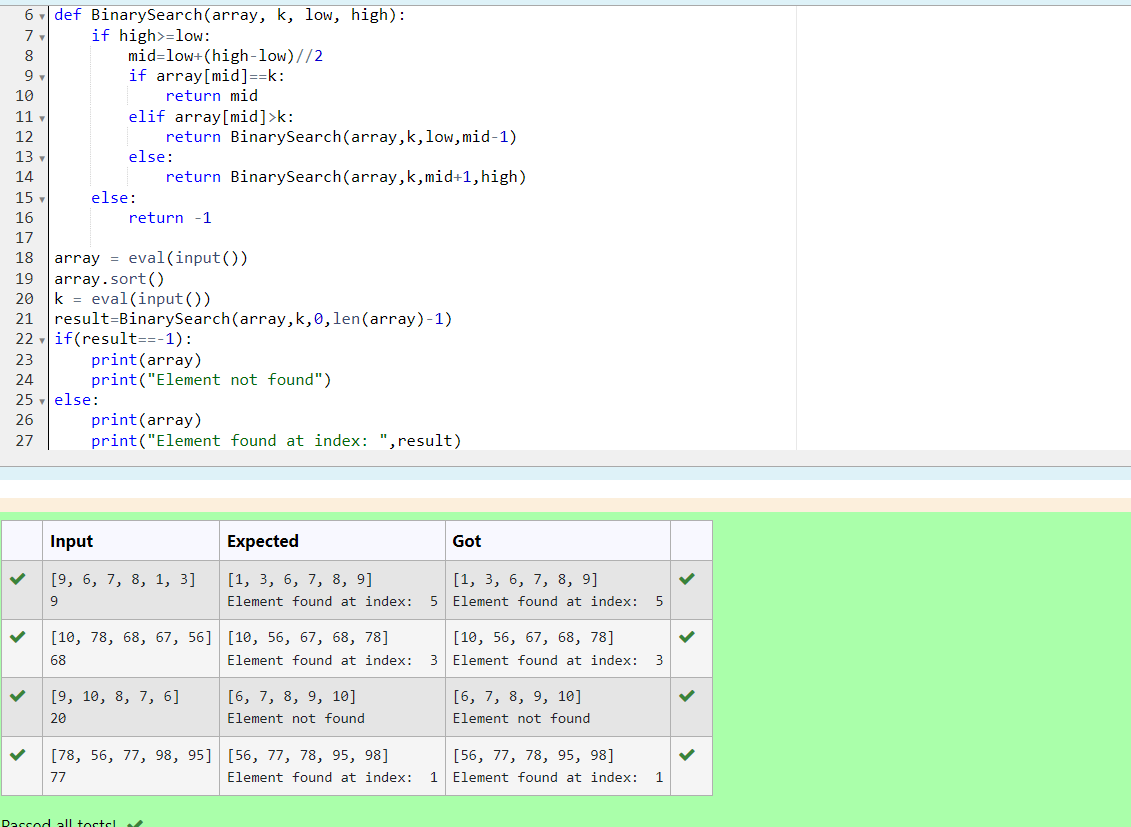 6 def BinarySearch(array, k, low, high):
7     if high>=low:
8         mid=low+(high-low)//2
9         if array[mid]==k:
10             return mid
11         elif array[mid]>k:
12             return BinarySearch(array,k,low,mid-1)
13         else:
14             return BinarySearch(array,k,mid+1,high)
15     else:
16         return -1
17
18 array = eval(input())
19 array.sort()
20 k = eval(input())
21 result=BinarySearch(array,k,0,len(array)-1)
22 if(result==-1):
23     print(array)
24     print("Element not found")
25 else:
26     print(array)
27     print("Element found at index: ",result)
Input Expected Got
[9, 6, 7, 8, 1, 3] [1, 3, 6, 7, 8, 9] [1, 3, 6, 7, 8, 9]
9 Element found at index:  5 Element found at index:  5
[10, 78, 68, 67, 56] [10, 56, 67, 68, 78] [10, 56, 67, 68, 78]
68 Element found at index:  3 Element found at index:  3
[9, 10, 8, 7, 6] [6, 7, 8, 9, 10] [6, 7, 8, 9, 10]
20 Element not found Element not found
[78, 56, 77, 98, 95] [56, 77, 78, 95, 98] [56, 77, 78, 95, 98]
77 Element found at index:  1 Element found at index:  1
Passed all tests!